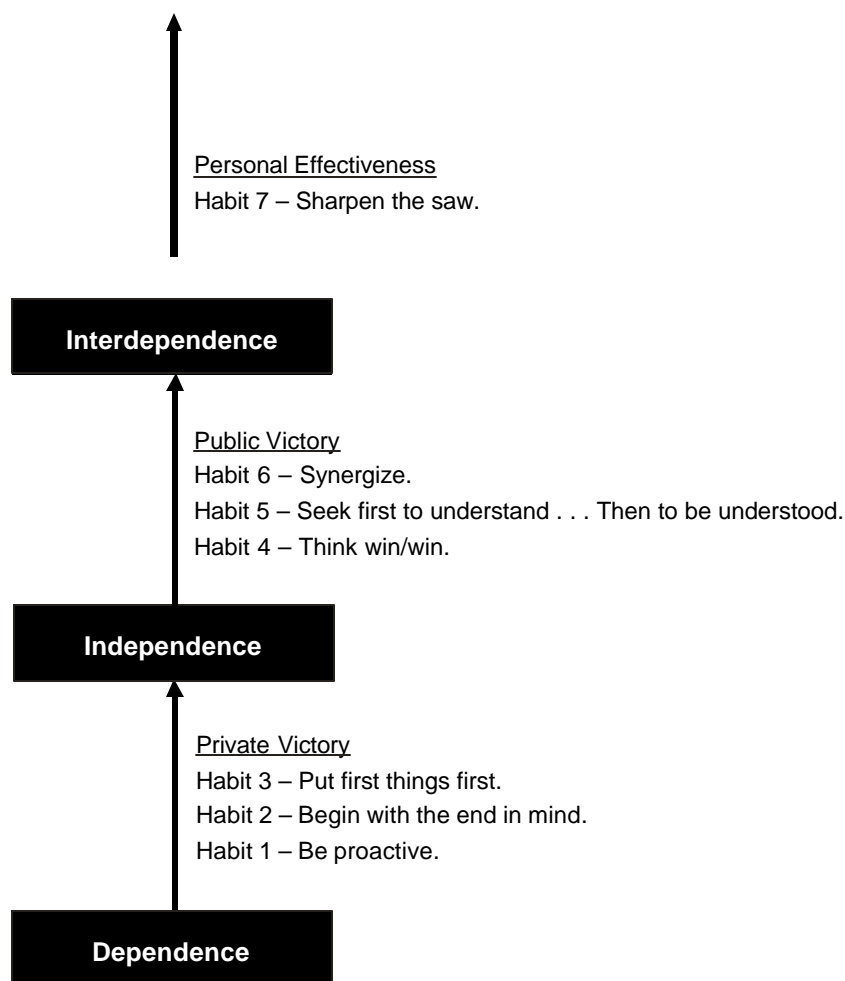 Personal Effectiveness
Habit 7 – Sharpen the saw.
Interdependence
Public Victory
Habit 6 – Synergize.
Habit 5 – Seek first to understand . . . Then to be understood.
Habit 4 – Think win/win.
Independence
Private Victory
Habit 3 – Put first things first.
Habit 2 – Begin with the end in mind.
Habit 1 – Be proactive.
Dependence